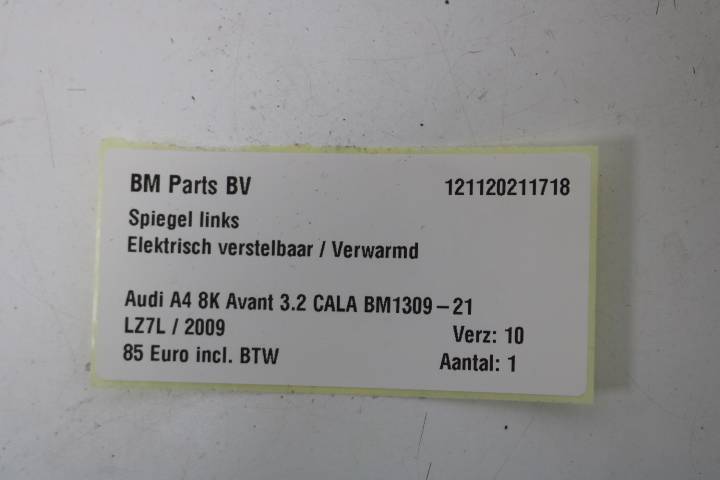 BM Parts BV 121120211718
Spiegel links
Elektrisch verstelbaar / Verwarmd
Audi A4 8K Avant 3.2 CALA BM1309-21
LZ7L / 2009 Verz: 10
85 Euro incl. BTW Aantal: 1